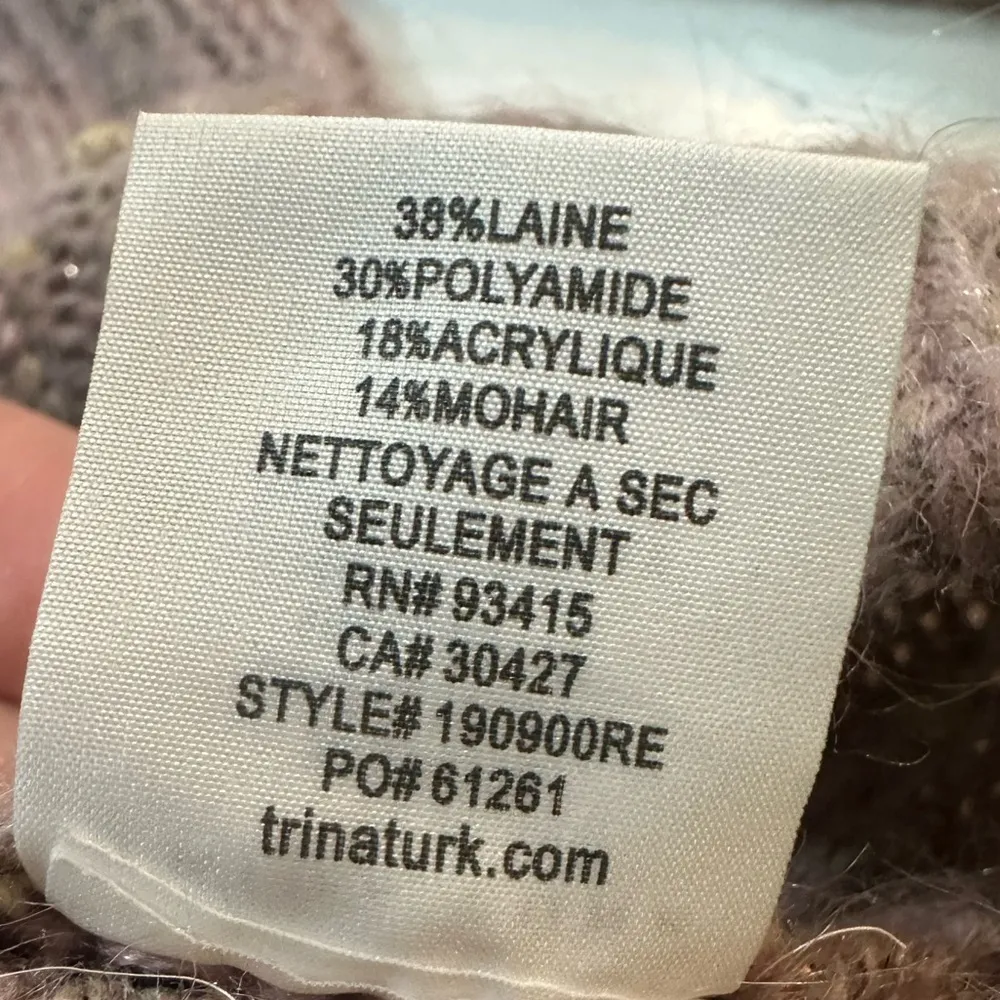 38%LAINE
30%POLYAMIDE
18%ACRYLIQUE
14%MOHAIR
NETTOYAGE A SEC
SEULEMENT
RN# 93415
CA# 30427
STYLE# 190900RE
PO# 61261
trinaturk.com